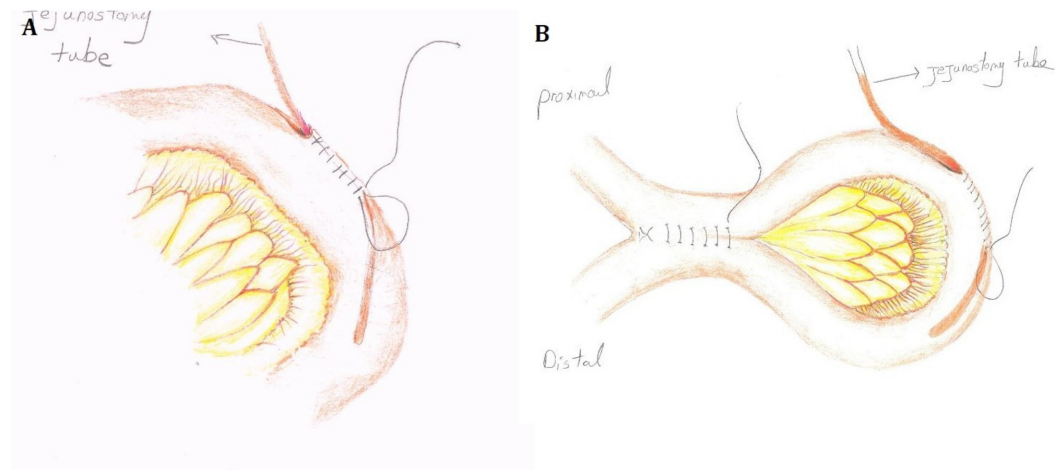 A
Jejunostomy
tube
B
proximal
Jejunostomy tube
Distal